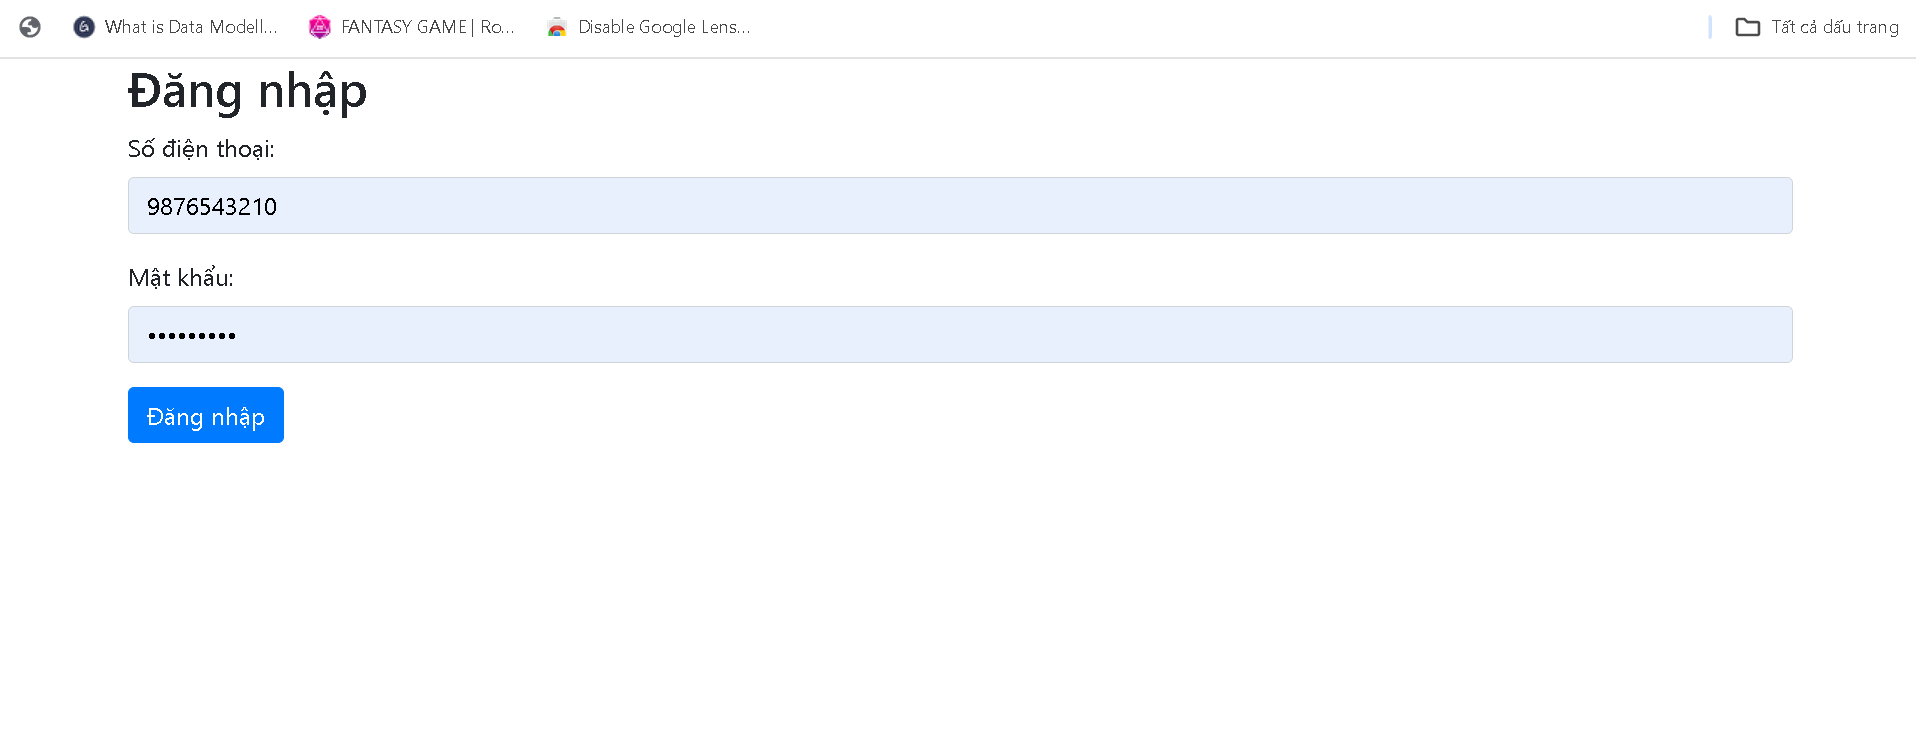 What is Data Modell...
FANTASY GAME | Ro...
Disable Google Lens...
Tất cả dấu trang
Đăng nhập
Số điện thoại:
9876543210
Mật khẩu:
•••••••••
Đăng nhập